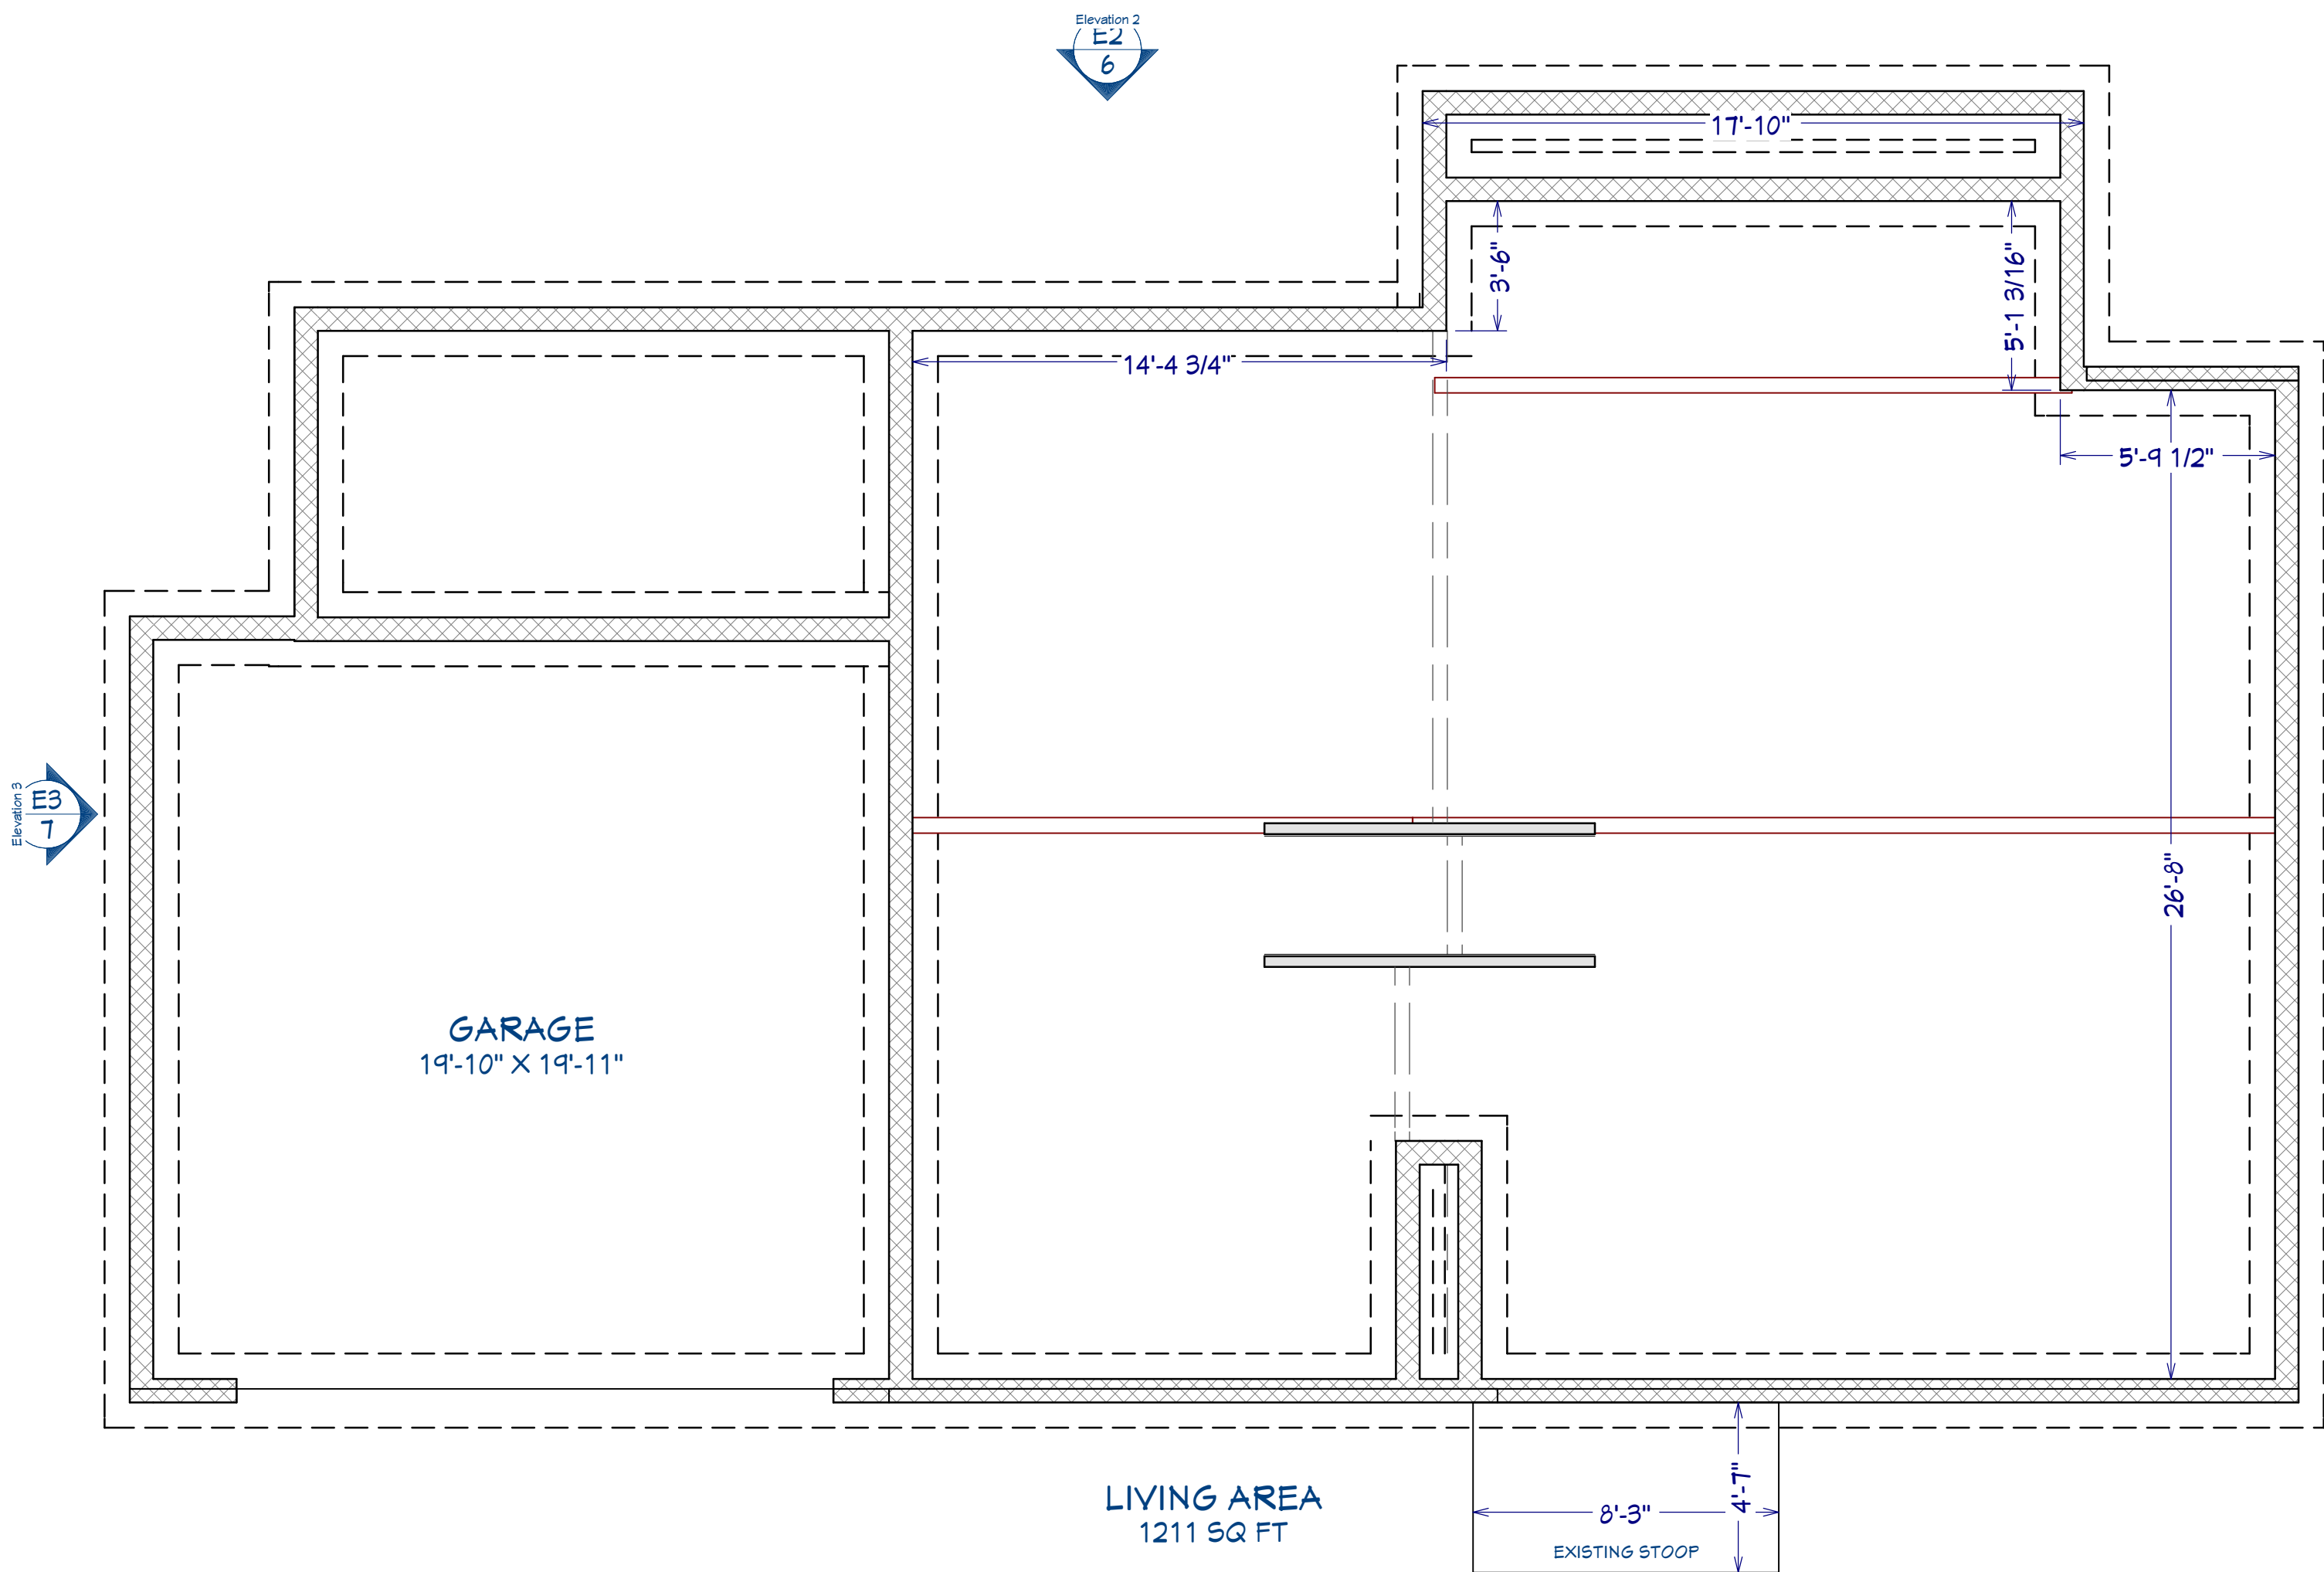 Elevation 2
E2
6
17'-10"
3'-6"
5'-1 3/16"
14'-4 3/4"
5'-9 1/2"
Elevation 3
E3
7
26'-8"
GARAGE
19'-10" X 19'-11"
LIVING AREA
1211 SQ FT
4'-7"
8'-3"
EXISTING STOOP